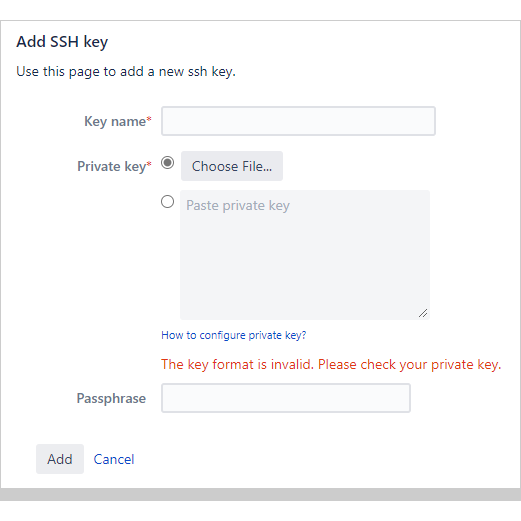 Add SSH key
Use this page to add a new ssh key.
Key name*
Private key*
Choose File...
Paste private key
How to configure private key?
The key format is invalid. Please check your private key.
Passphrase
Add Cancel